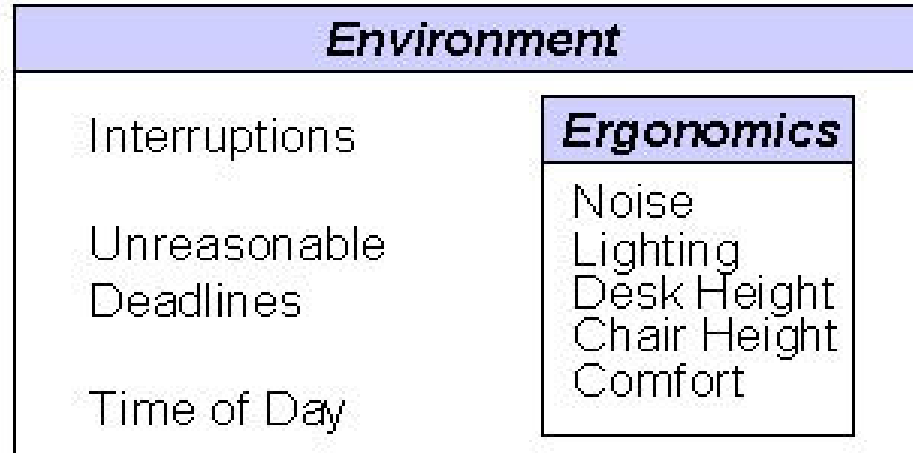 Environment
Interruptions
Unreasonable
Deadlines
Time of Day
Ergonomics
Noise
Lighting
Desk Height
Chair Height
Comfort